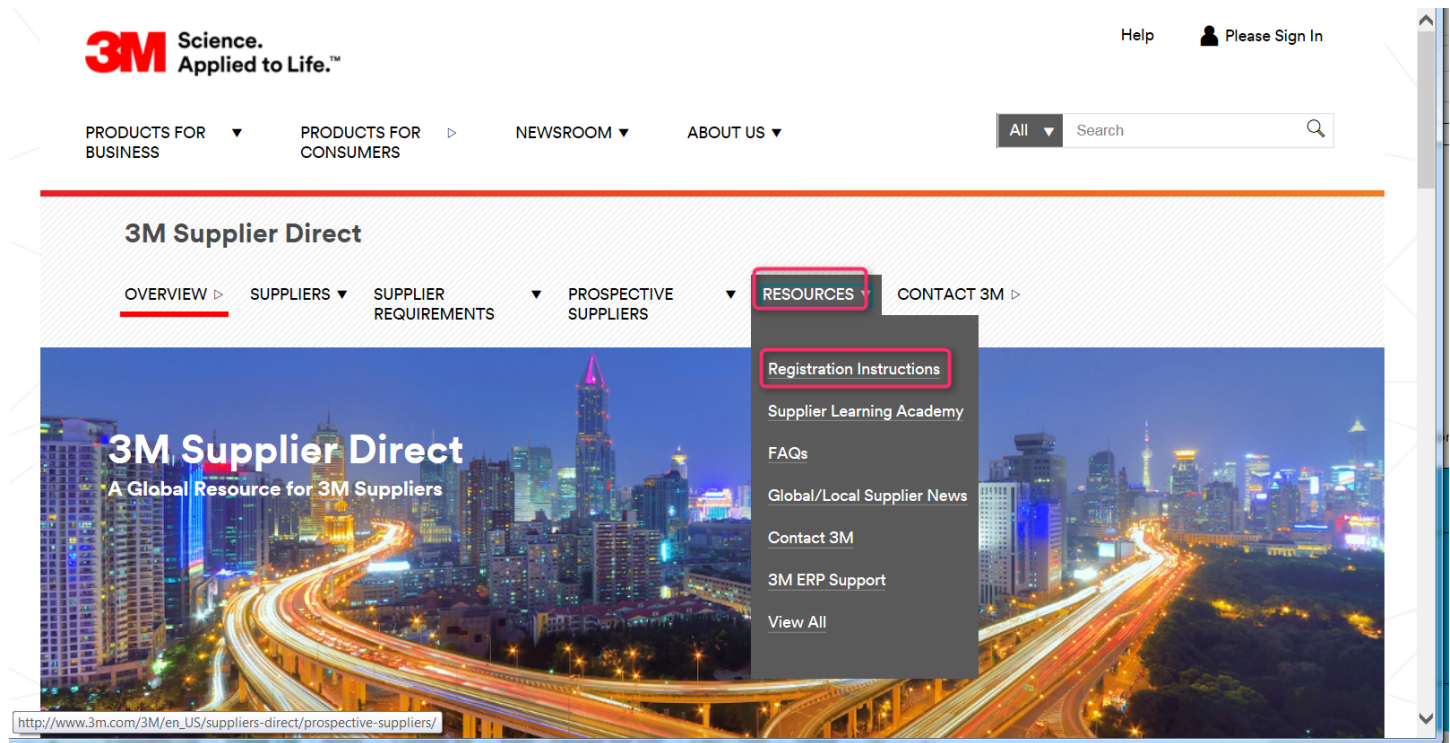 3M Science.
Applied to Life.™
Help
Please Sign In
PRODUCTS FOR
BUSINESS
PRODUCTS FOR
CONSUMERS
NEWSROOM
ABOUT US
All
Search
3M Supplier Direct
OVERVIEW
SUPPLIERS
SUPPLIER
REQUIREMENTS
PROSPECTIVE
SUPPLIERS
RESOURCES
CONTACT 3M
Registration Instructions
Supplier Learning Academy
FAQs
Global/Local Supplier News
Contact 3M
3M ERP Support
View All
3M Supplier Direct
A Global Resource for 3M Suppliers
http://www.3m.com/3M/en_US/suppliers-direct/prospective-suppliers/